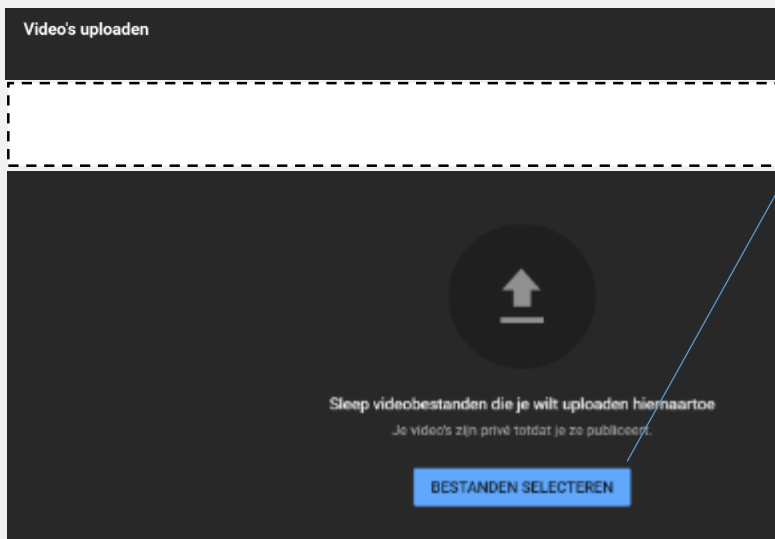 Video's uploaden
Sleep videobestanden die je wilt uploaden hiernaartoe
Je video's zijn privé totdat je ze publiceert.
BESTANDEN SELECTEREN